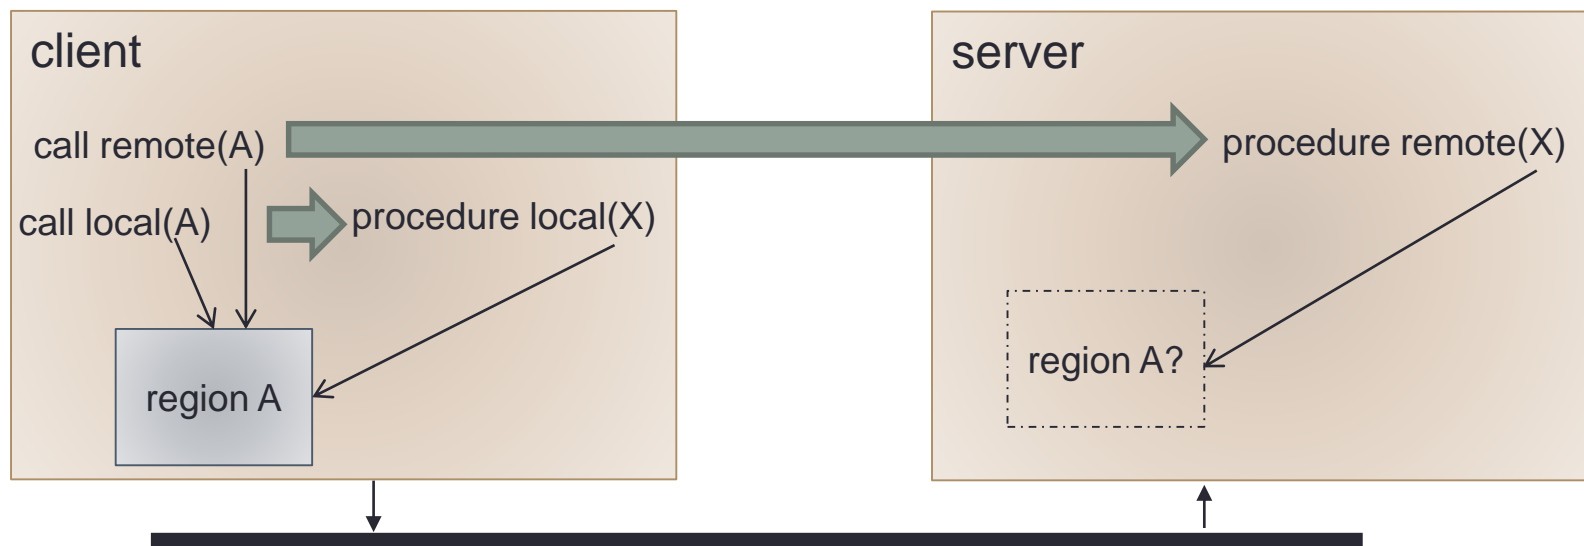 client
call remote(A)
call local(A)
procedure local(X)
region A
server
procedure remote(X)
region A?